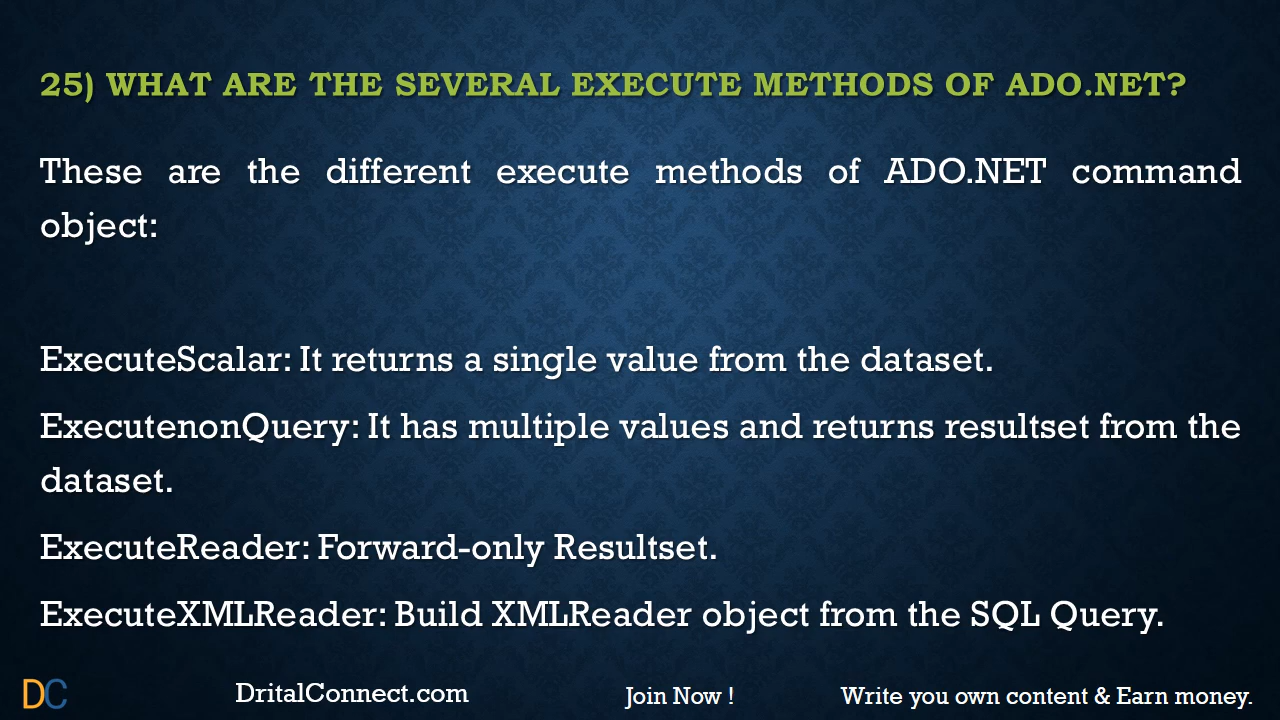 25) WHAT ARE THE SEVERAL EXECUTE METHODS OF ADO.NET?
These are the different execute methods of ADO.NET command
object:
ExecuteScalar: It returns a single value from the dataset.
ExecutenonQuery: It has multiple values and returns resultset from the
dataset.
ExecuteReader: Forward-only Resultset.
ExecuteXMLReader: Build XMLReader object from the SQL Query.
DC
DritalConnect.com
Join Now !
Write you own content & Earn money.